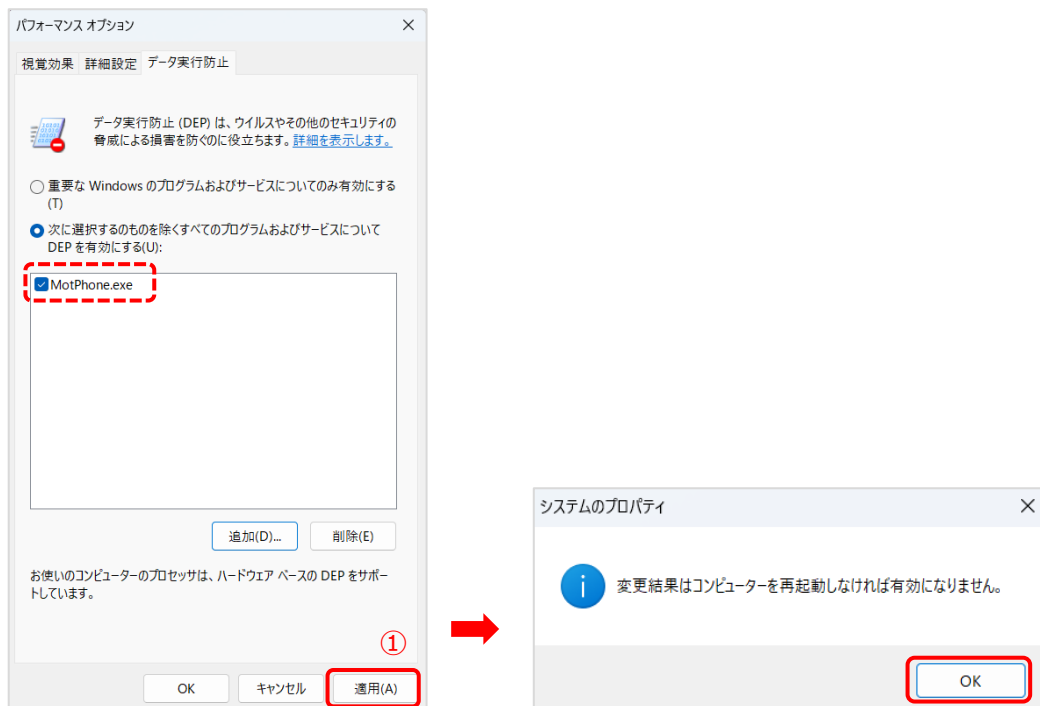 パフォーマンス オプション
視覚効果 詳細設定 データ実行防止
データ実行防止 (DEP) は、ウイルスやその他のセキュリティの
脅威による損害を防ぐのに役立ちます。詳細を表示します。
重要な Windows のプログラムおよびサービスについてのみ有効にする
(T)
次に選択するのものを除くすべてのプログラムおよびサービスについて
DEP を有効にする(U):
MotPhone.exe
追加(D)... 削除(E)
お使いのコンピューターのプロセッサは、ハードウェア ベースの DEP をサポー
トしています。
①
OK キャンセル 適用(A)
システムのプロパティ
i
変更結果はコンピューターを再起動しなければ有効になりません。
OK